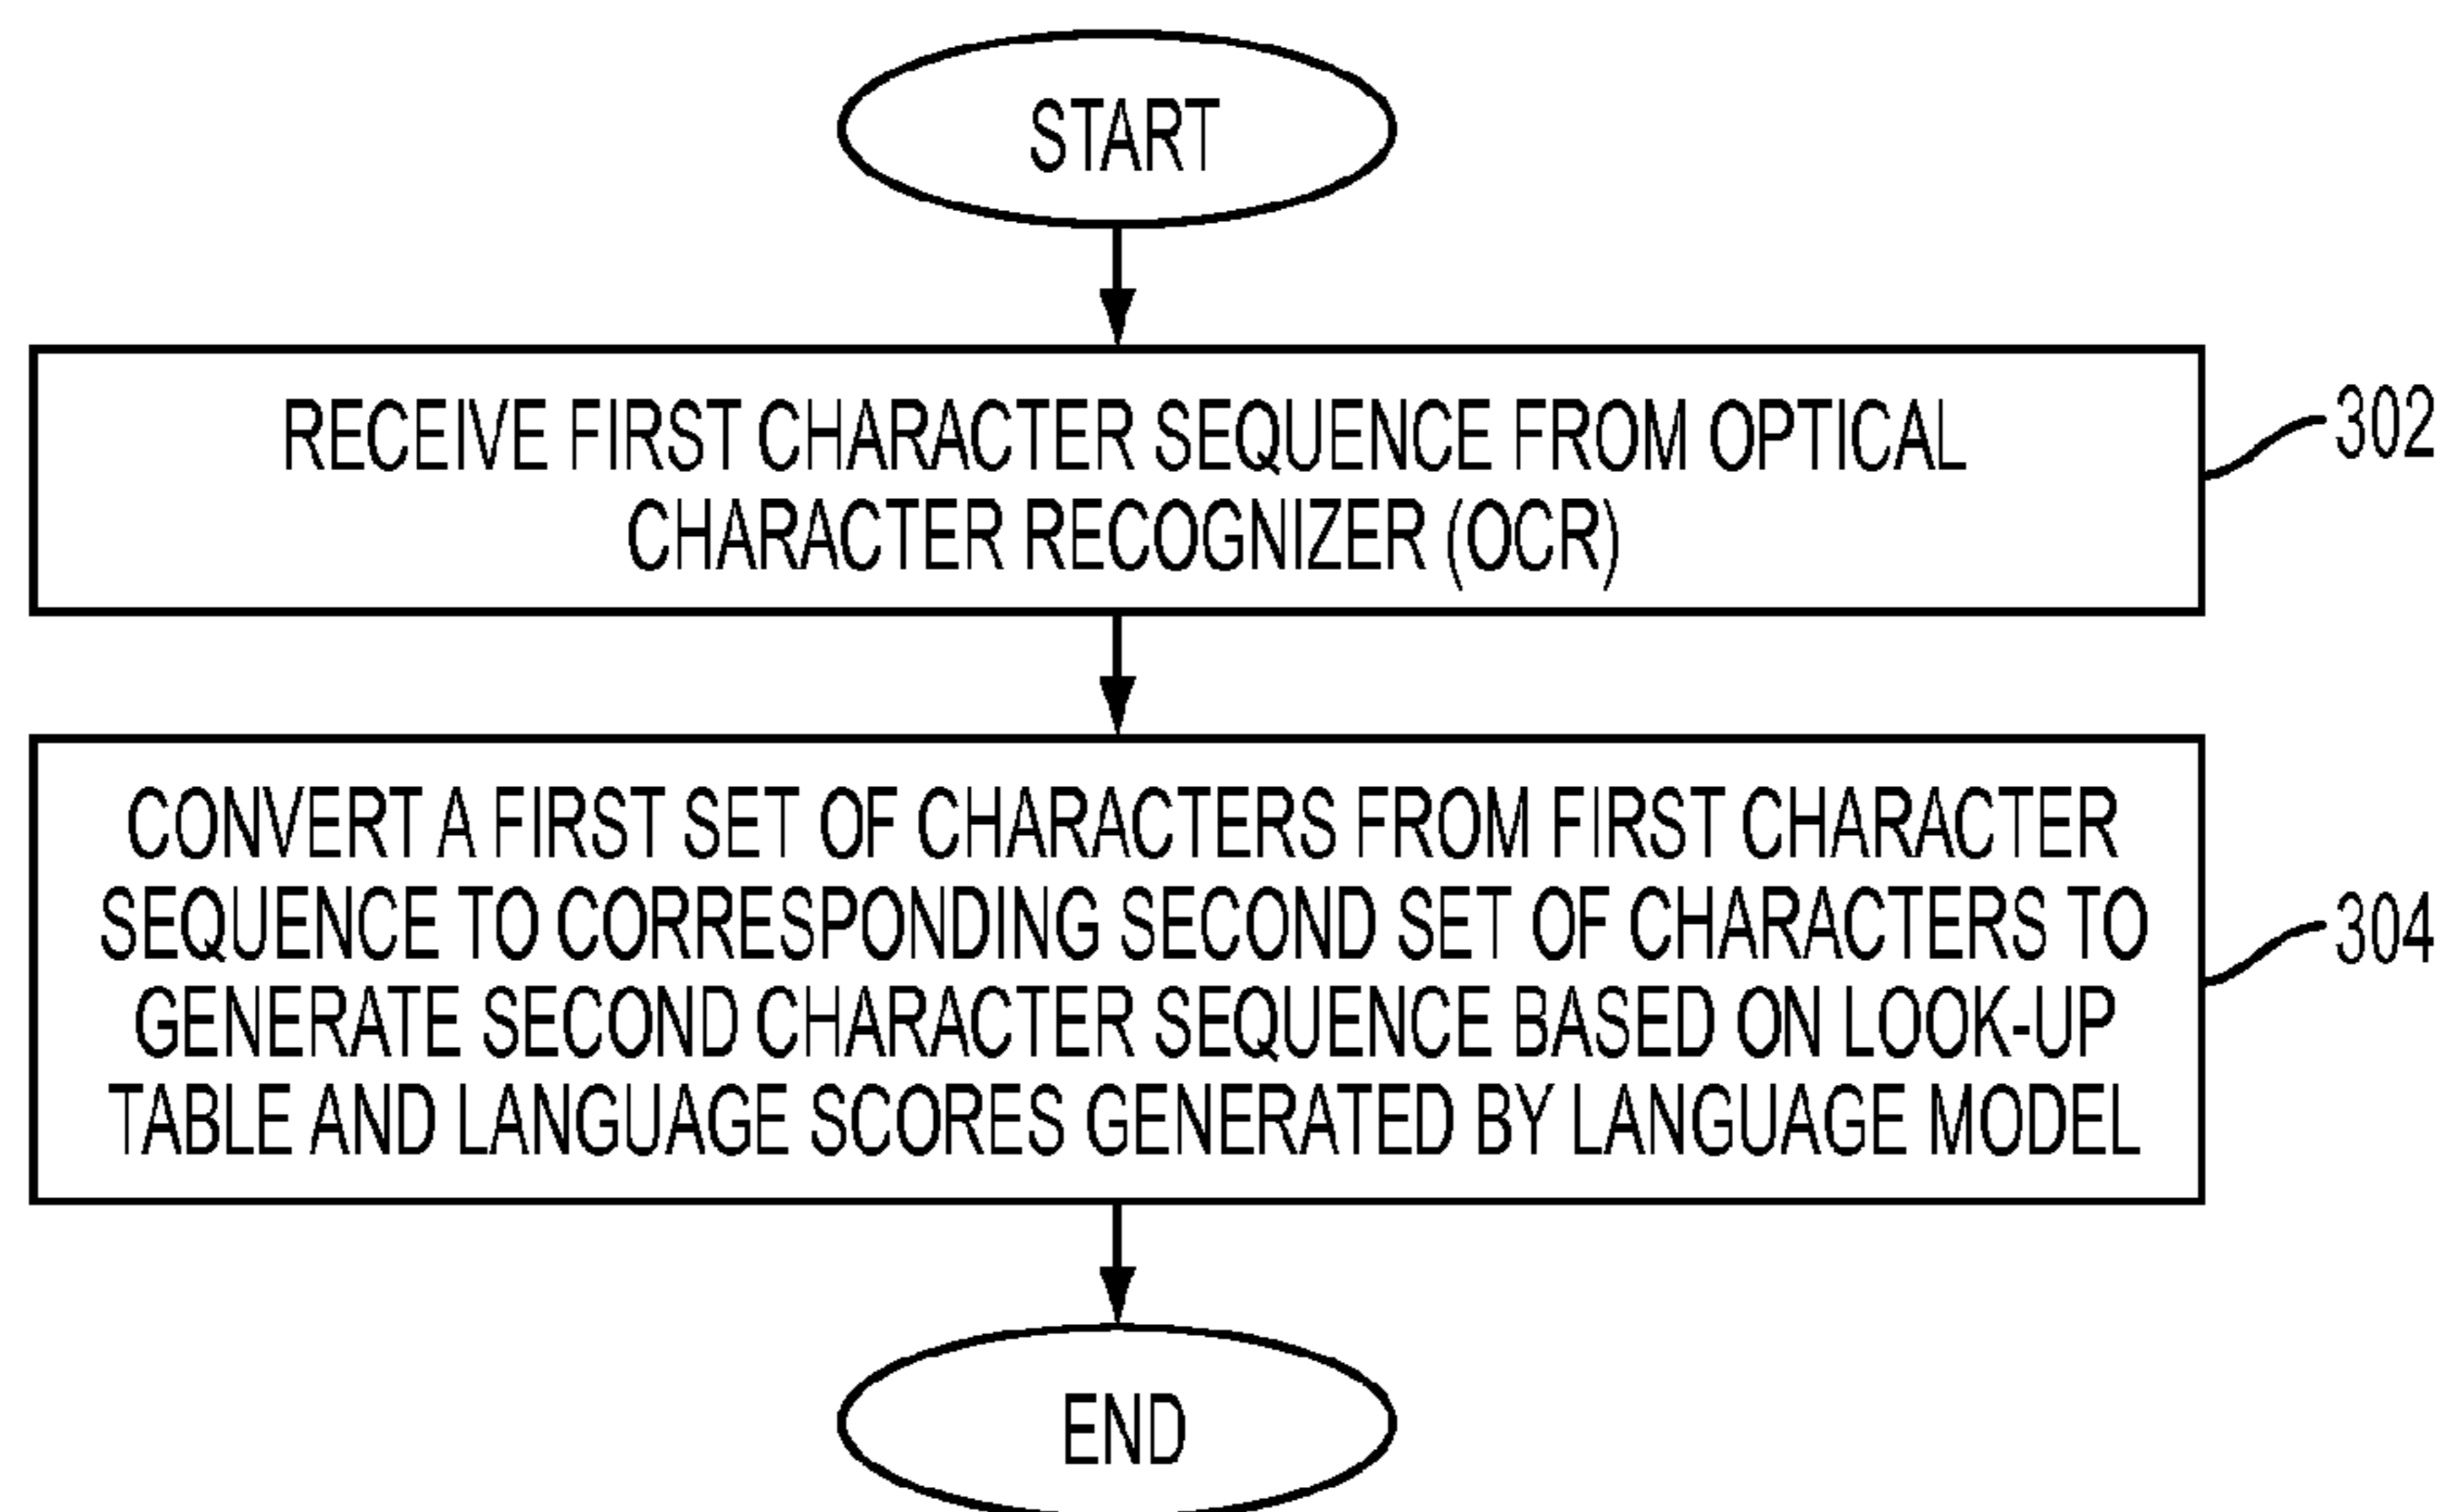 START
RECEIVE FIRST CHARACTER SEQUENCE FROM OPTICAL
CHARACTER RECOGNIZER (OCR)
302
CONVERT A FIRST SET OF CHARACTERS FROM FIRST CHARACTER
SEQUENCE TO CORRESPONDING SECOND SET OF CHARACTERS TO
GENERATE SECOND CHARACTER SEQUENCE BASED ON LOOK-UP
TABLE AND LANGUAGE SCORES GENERATED BY LANGUAGE MODEL
304
END